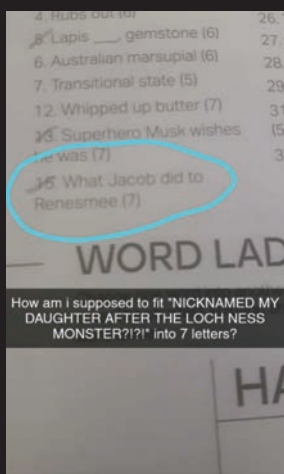 4. Rubs out (6)
5. Lapis ___, gemstone (6)
6. Australian marsupial (6)
7. Transitional state (5)
12. Whipped up butter (7)
13. Superhero Musk wishes
he was (7)
15. What Jacob did to
Renesmee (7)
26.
27.
28
29
31
(5
3
WORD LAD
How am i supposed to fit "NICKNAMED MY
DAUGHTER AFTER THE LOCH NESS
MONSTER?!?!" into 7 letters?
HA